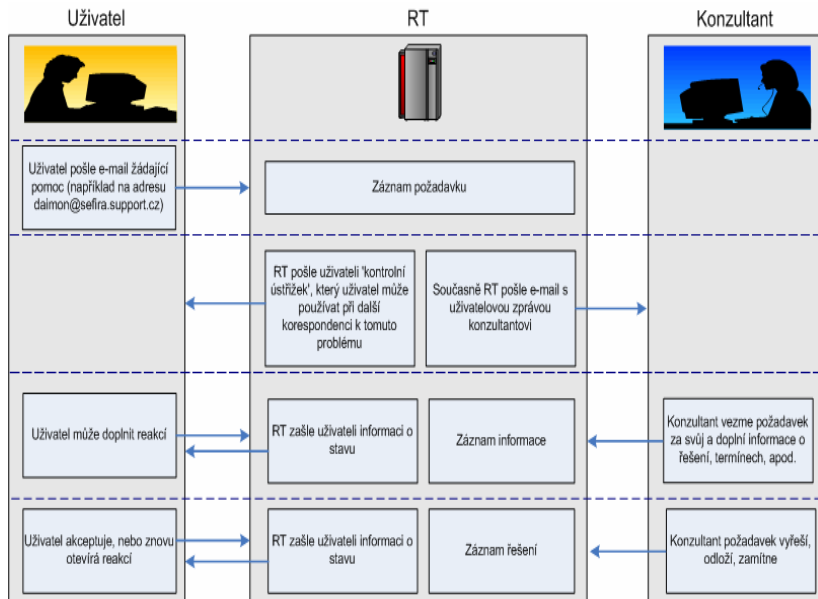 Uživatel
RT
Konzultant
Uživatel pošle e-mail žádající
pomoc (například na adresu
daimon@sefira.support.cz)
Záznam požadavku
RT pošle uživateli 'kontrolní
ústřižek', který uživatel může
používat při další
korespondenci k tomuto
problému
Současně RT pošle e-mail s
uživatelovou zprávou
konzultantovi
Uživatel může doplnit reakcí
RT zašle uživateli informaci o
stavu
Záznam informace
Konzultant vezme požadavek
za svůj a doplní informace o
řešení, termínech, apod.
Uživatel akceptuje, nebo znovu
otevírá reakcí
RT zašle uživateli informaci o
stavu
Záznam řešení
Konzultant požadavek vyřeší,
odloží, zamítne